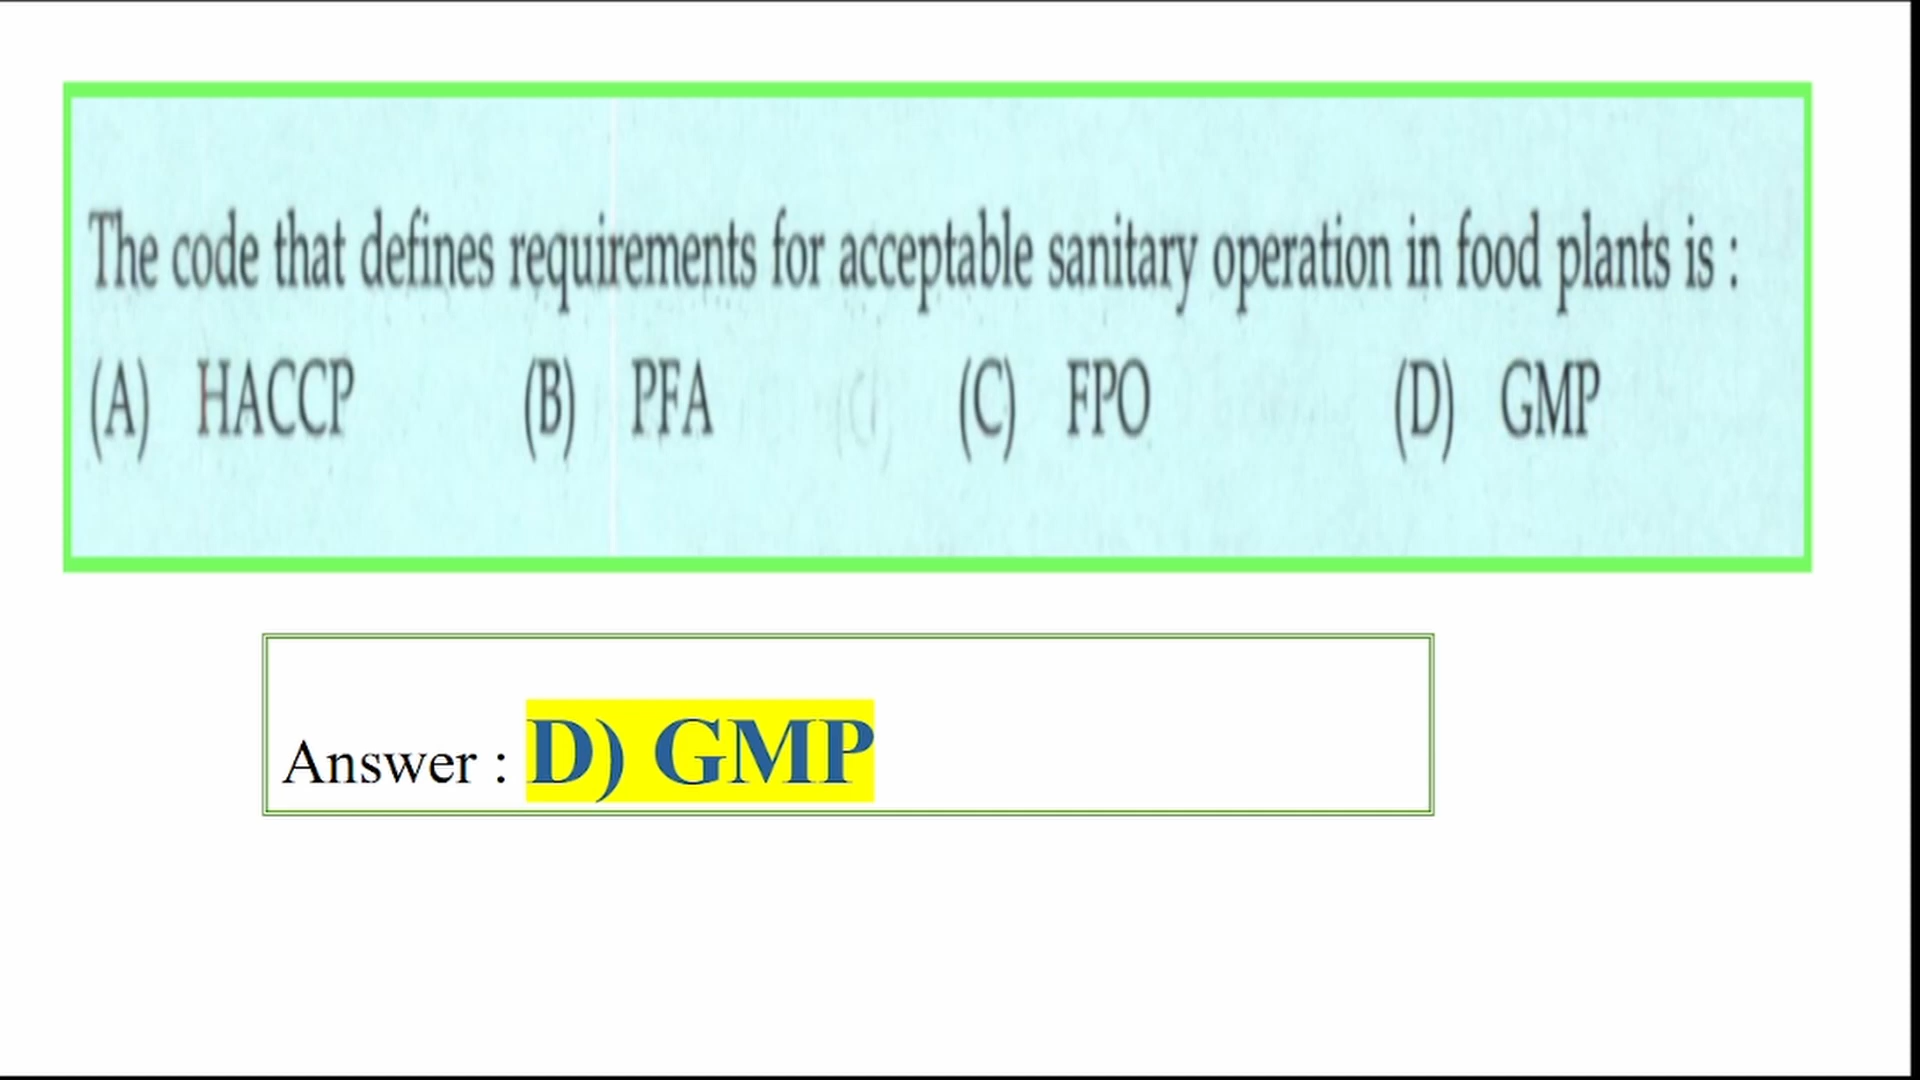 The code that defines requirements for acceptable sanitary operation in food plants is :
(A) HACCP (B) PFA (C) FPO (D) GMP
Answer : D) GMP